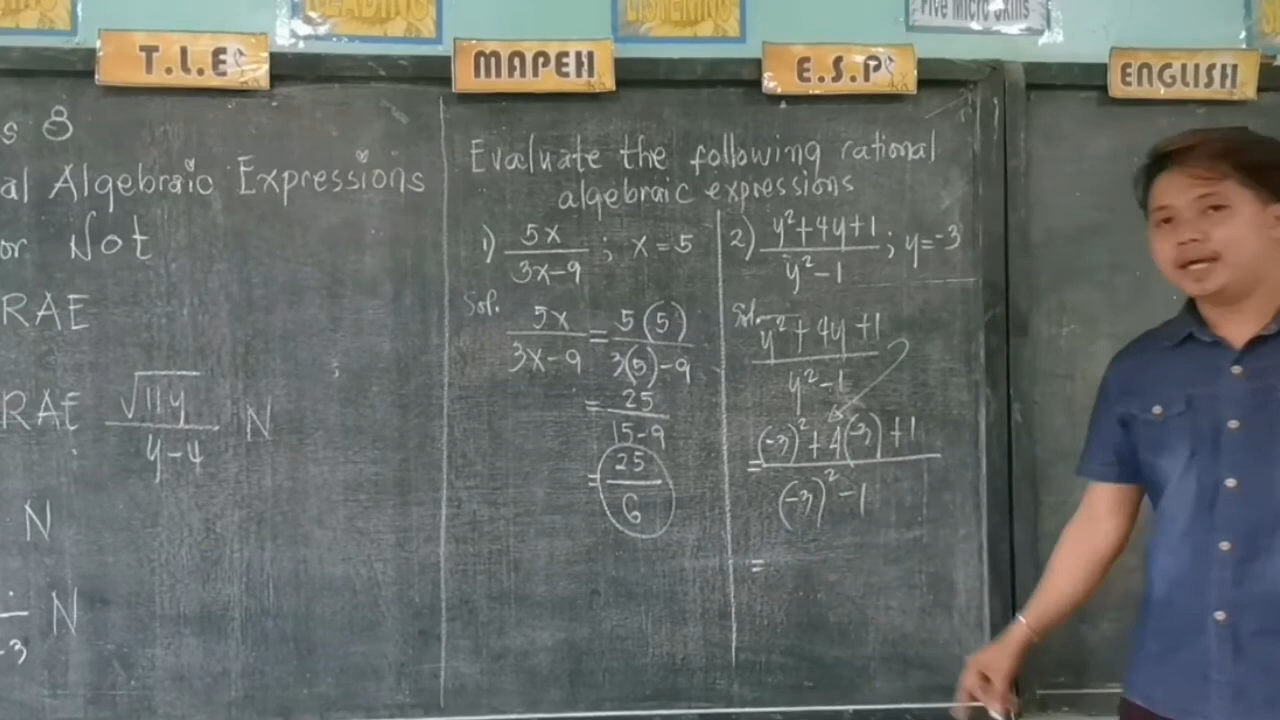 READING
LISTENING
Five Micro Skills
T.L.E
MAPEH
E.S.P
ENGLISH
s 8
al Algebraic Expressions
or Not
RAE
RAE √11y / y-4 N
N
-3 N
Evaluate the following rational
algebraic expressions
1) 5x / 3x-9 ; x=5
Sol.
5x / 3x-9 = 5(5) / 3(5)-9
= 25 / 15-9
= 25 / 6
2) y²+4y+1 / y²-1 ; y=-3
Sol.
y²+4y+1 / y²-1
= (-3)²+4(-3)+1 / (-3)²-1
=